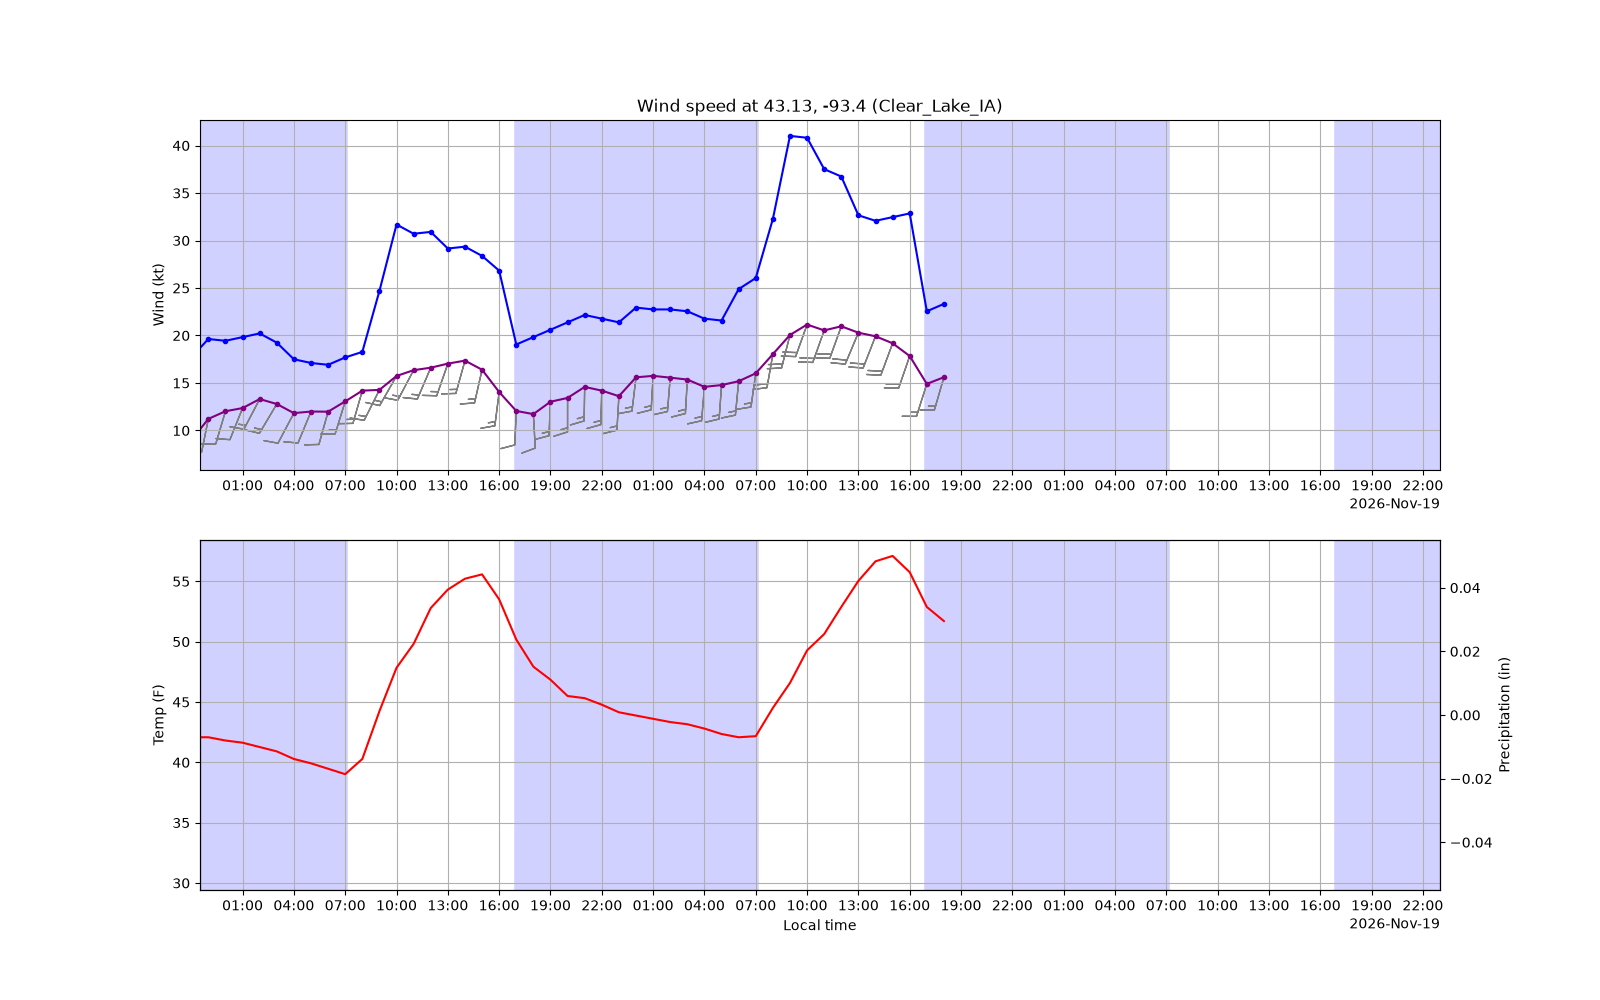 Wind speed at 43.13, -93.4 (Clear_Lake_IA)
Wind (kt)
40
35
30
25
20
15
10
01:00 04:00 07:00 10:00 13:00 16:00 19:00 22:00 01:00 04:00 07:00 10:00 13:00 16:00 19:00 22:00 01:00 04:00 07:00 10:00 13:00 16:00 19:00 22:00
2026-Nov-19
Temp (F)
55
50
45
40
35
30
0.04
0.02
0.00
−0.02
−0.04
Precipitation (in)
01:00 04:00 07:00 10:00 13:00 16:00 19:00 22:00 01:00 04:00 07:00 10:00 13:00 16:00 19:00 22:00 01:00 04:00 07:00 10:00 13:00 16:00 19:00 22:00
Local time
2026-Nov-19